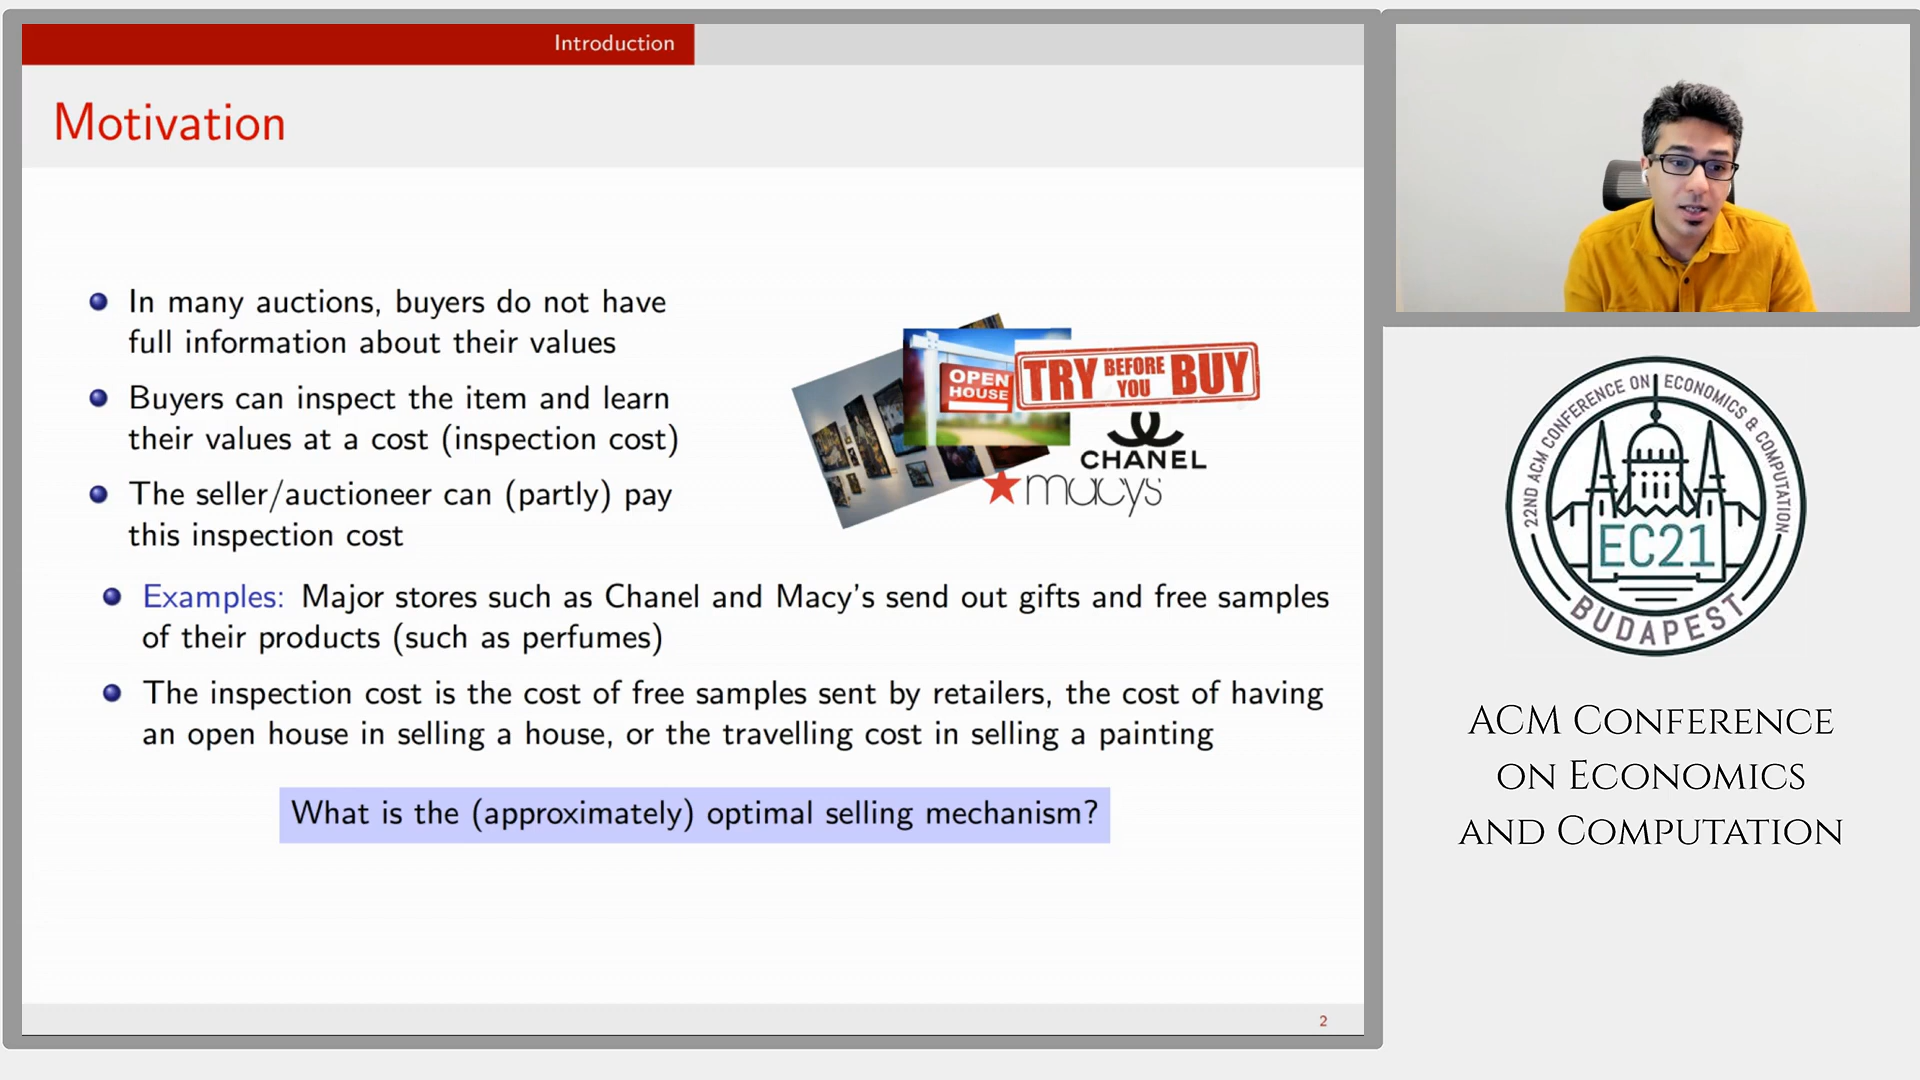 Introduction
Motivation
In many auctions, buyers do not have
full information about their values
Buyers can inspect the item and learn
their values at a cost (inspection cost)
The seller/auctioneer can (partly) pay
this inspection cost
OPEN
HOUSE
TRY BEFORE YOU BUY
CHANEL
macys
Examples: Major stores such as Chanel and Macy's send out gifts and free samples
of their products (such as perfumes)
The inspection cost is the cost of free samples sent by retailers, the cost of having
an open house in selling a house, or the travelling cost in selling a painting
What is the (approximately) optimal selling mechanism?
2
22ND ACM CONFERENCE ON ECONOMICS & COMPUTATION
EC21
BUDAPEST
ACM CONFERENCE
ON ECONOMICS
AND COMPUTATION